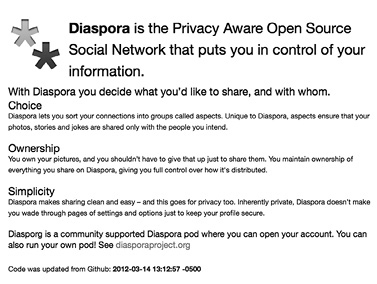 Diaspora is the Privacy Aware Open Source
Social Network that puts you in control of your
information.
With Diaspora you decide what you'd like to share, and with whom.
Choice
Diaspora lets you sort your connections into groups called aspects. Unique to Diaspora, aspects ensure that your
photos, stories and jokes are shared only with the people you intend.
Ownership
You own your pictures, and you shouldn't have to give that up just to share them. You maintain ownership of
everything you share on Diaspora, giving you full control over how it's distributed.
Simplicity
Diaspora makes sharing clean and easy – and this goes for privacy too. Inherently private, Diaspora doesn't make
you wade through pages of settings and options just to keep your profile secure.
Diasporg is a community supported Diaspora pod where you can open your account. You can
also run your own pod! See diasporaproject.org
Code was updated from Github: 2012-03-14 13:12:57 -0500